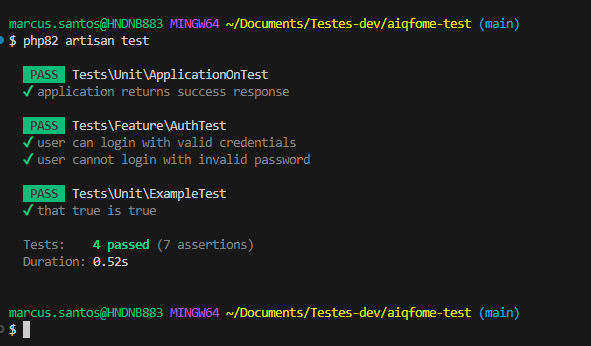 marcus.santos@HNDNB883 MINGW64 ~/Documents/Testes-dev/aiqfome-test (main)
$ php82 artisan test
PASS Tests\Unit\ApplicationOnTest
✓ application returns success response
PASS Tests\Feature\AuthTest
✓ user can login with valid credentials
✓ user cannot login with invalid password
PASS Tests\Unit\ExampleTest
✓ that true is true
Tests: 4 passed (7 assertions)
Duration: 0.52s
marcus.santos@HNDNB883 MINGW64 ~/Documents/Testes-dev/aiqfome-test (main)
$